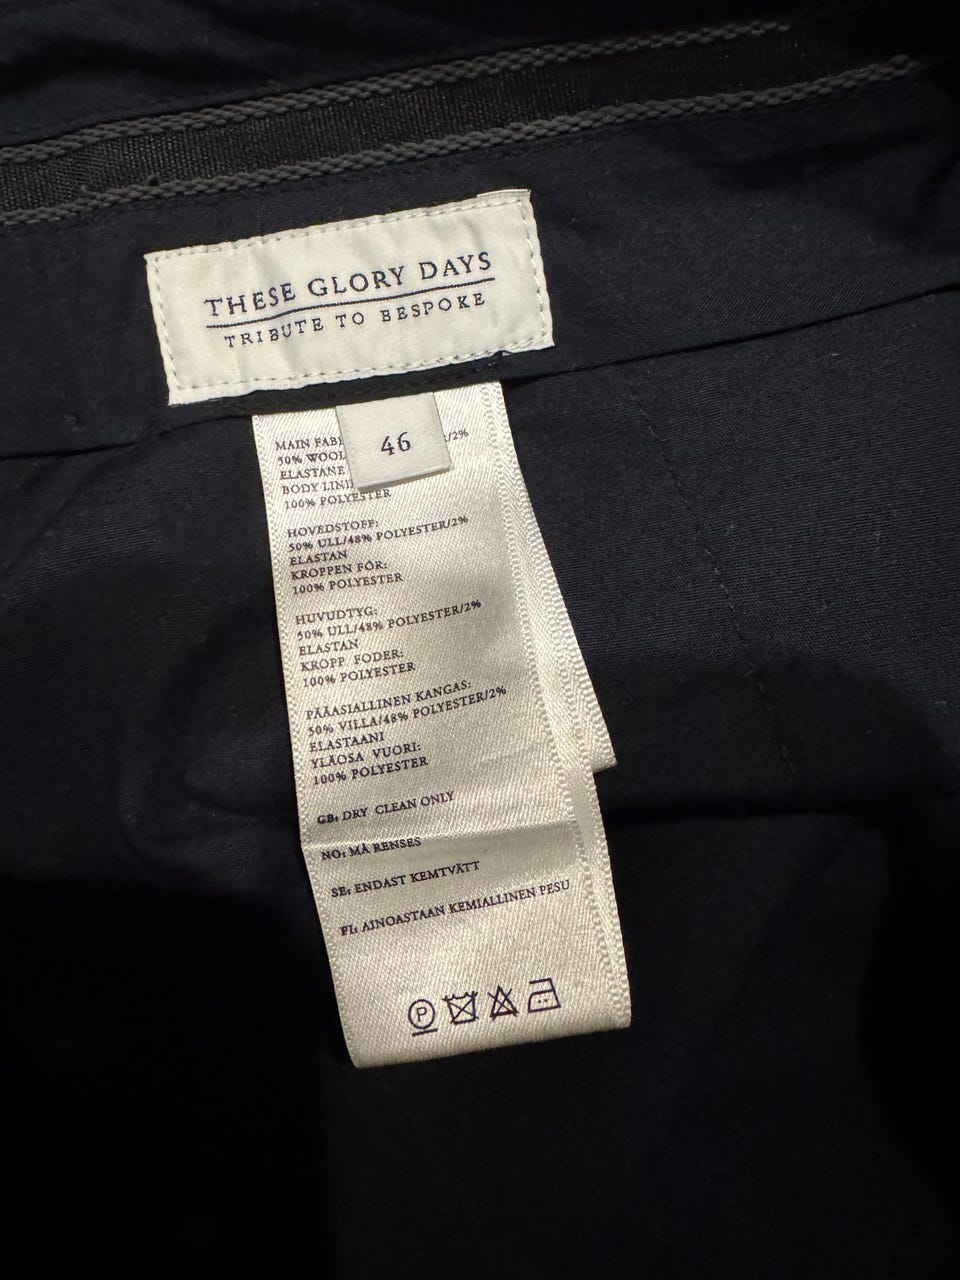 THESE GLORY DAYS
TRIBUTE TO BESPOKE
46
MAIN
50% WOOL /2%
ELASTANE
BODY
100% POLYESTER
HOVEDSTOFF:
50% ULL/48% POLYESTER/2%
ELASTAN
KROPPEN FÓR:
100% POLYESTER
HUVUDTYG:
50% ULL/48% POLYESTER/2%
ELASTAN
KROPP FODER:
100% POLYESTER
PÄÄASIALLINEN KANGAS:
50% VILLA/48% POLYESTER/2%
ELASTAANI
YLÄOSA VUORI:
100% POLYESTER
GB: DRY CLEAN ONLY
NO: MÅ RENSES
SE: ENDAST KEMTVÄTT
FI: AINOASTAAN KEMIALLINEN PESU
P